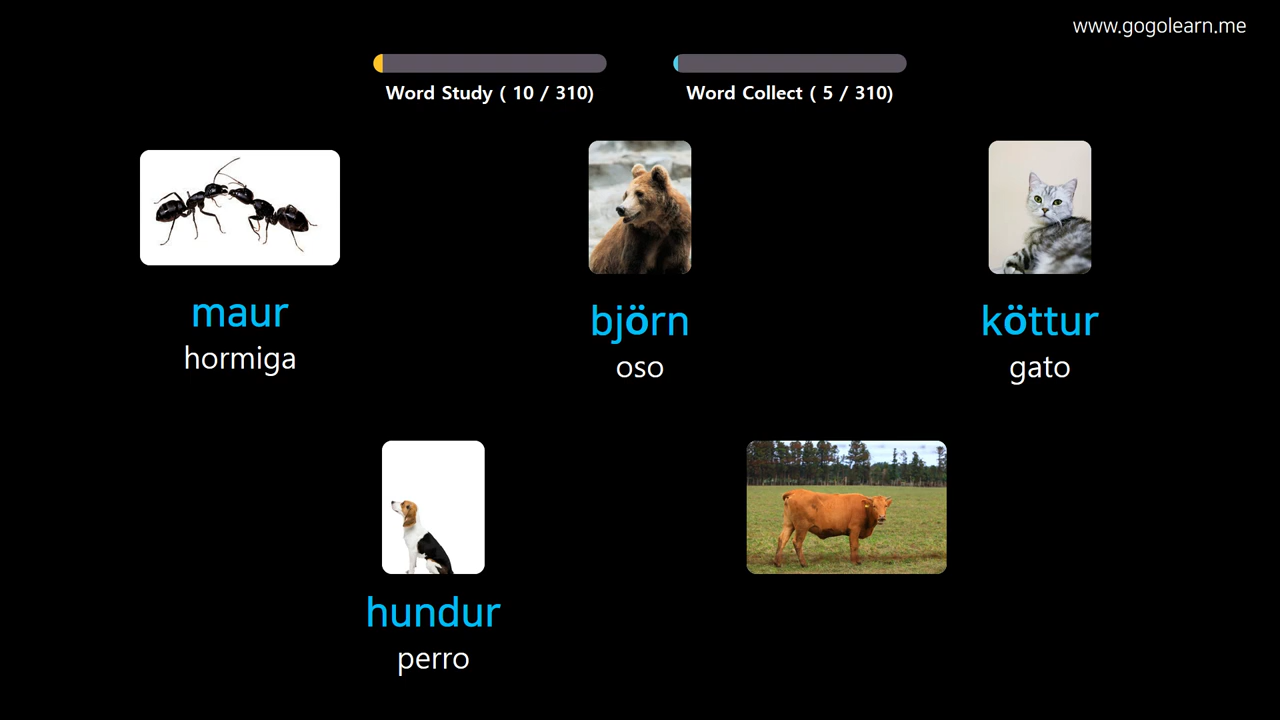 www.gogolearn.me
Word Study ( 10 / 310)
Word Collect ( 5 / 310)
maur
hormiga
björn
oso
köttur
gato
hundur
perro